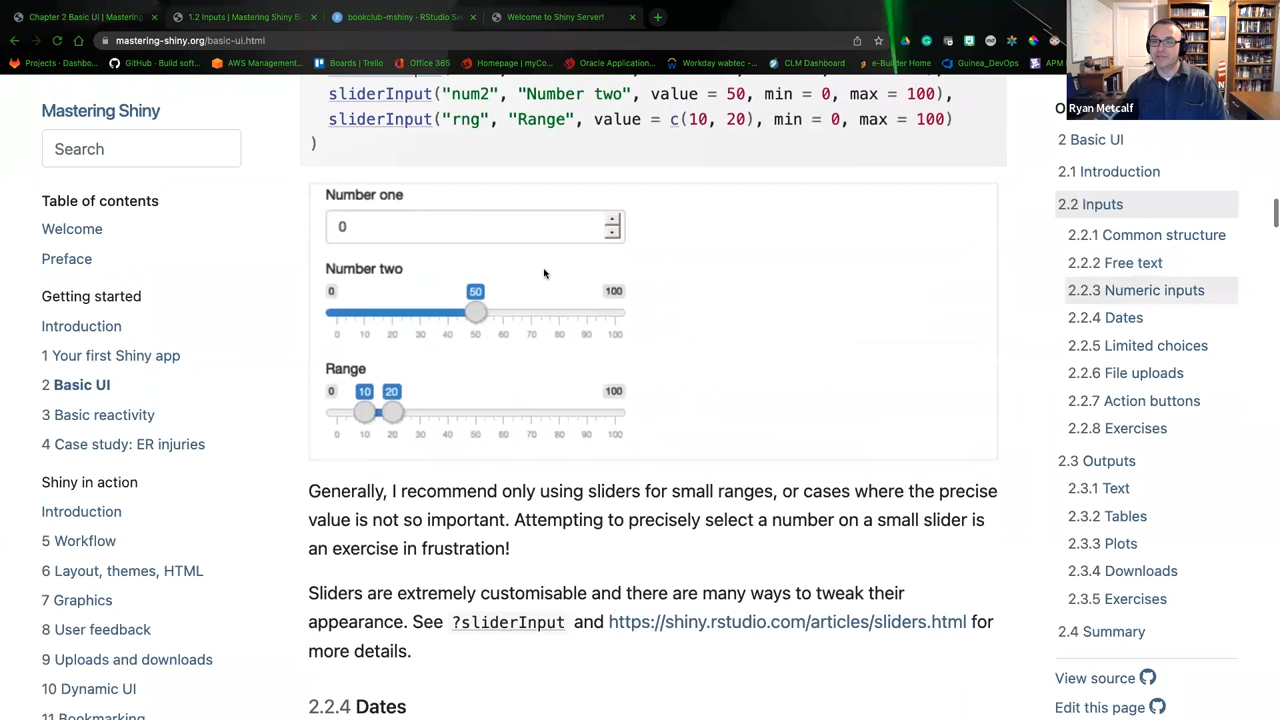 Chapter 2 Basic UI | Mastering
1.2 Inputs | Mastering Shiny B
bookclub-mshiny · RStudio S
Welcome to Shiny Server!
mastering-shiny.org/basic-ui.html
Projects - Dashbo...
GitHub · Build soft...
AWS Management...
Boards | Trello
Office 365
Homepage | myCo...
Oracle Application...
Workday wabtec -...
CLM Dashboard
e-Builder Home
Guinea_DevOps
APM
Ryan Metcalf
Mastering Shiny
Search
Table of contents
Welcome
Preface
Getting started
Introduction
1 Your first Shiny app
2 Basic UI
3 Basic reactivity
4 Case study: ER injuries
Shiny in action
Introduction
5 Workflow
6 Layout, themes, HTML
7 Graphics
8 User feedback
9 Uploads and downloads
10 Dynamic UI
11 Bookmarking
sliderInput("num2", "Number two", value = 50, min = 0, max = 100),
sliderInput("rng", "Range", value = c(10, 20), min = 0, max = 100)
)
Number one
0
Number two
0 50 100
0 10 20 30 40 50 60 70 80 90 100
Range
0 10 20 100
0 10 20 30 40 50 60 70 80 90 100
Generally, I recommend only using sliders for small ranges, or cases where the precise
value is not so important. Attempting to precisely select a number on a small slider is
an exercise in frustration!
Sliders are extremely customisable and there are many ways to tweak their
appearance. See ?sliderInput and https://shiny.rstudio.com/articles/sliders.html for
more details.
2.2.4 Dates
2 Basic UI
2.1 Introduction
2.2 Inputs
2.2.1 Common structure
2.2.2 Free text
2.2.3 Numeric inputs
2.2.4 Dates
2.2.5 Limited choices
2.2.6 File uploads
2.2.7 Action buttons
2.2.8 Exercises
2.3 Outputs
2.3.1 Text
2.3.2 Tables
2.3.3 Plots
2.3.4 Downloads
2.3.5 Exercises
2.4 Summary
View source
Edit this page